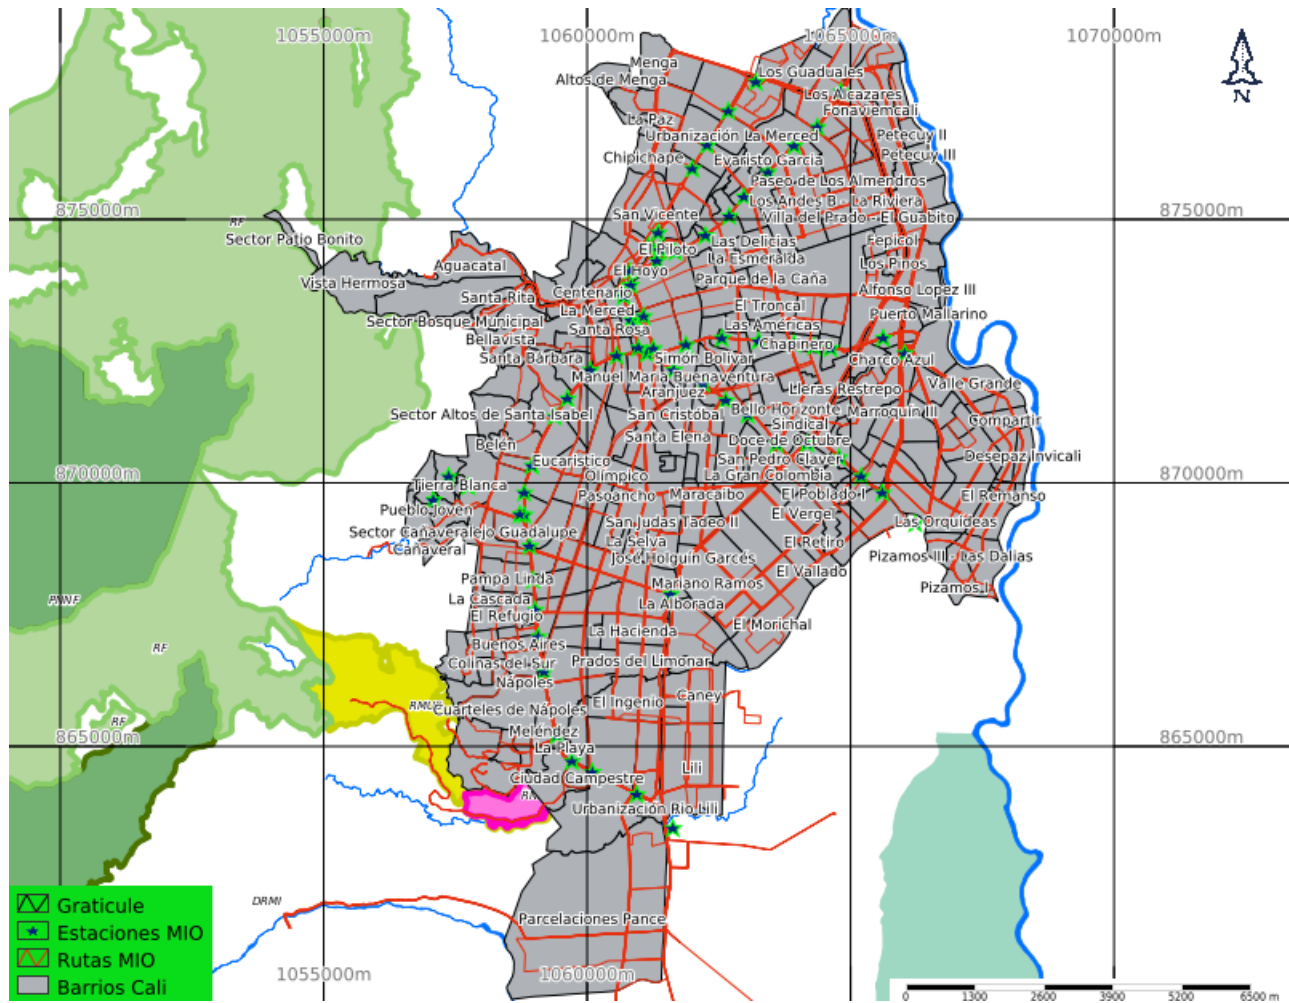 1055000m
1060000m
1065000m
1070000m
Menga
Altos de Menga
Los Guaduales
Los Alcazares
Fonaviemcali
La Paz
Urbanización La Merced
Petecuy II
Chipichape
Evaristo Garcia
Petecuy III
Paseo de Los Almendros
Los Andes B - La Riviera
875000m
San Vicente
Villa del Prado - El Guabito
875000m
RF
Sector Patio Bonito
El Piloto
Las Delicias
Fepicol
La Esmeralda
Aguacatal
El Hoyo
Los Pinos
Vista Hermosa
Parque de la Caña
Santa Rita
Centenario
Alfonso Lopez III
La Merced
El Troncal
Puerto Mallarino
Sector Bosque Municipal
Santa Rosa
Las Américas
Bellavista
Chapinero
Santa Bárbara
Simón Bolivar
Charco Azul
Manuel María Buenaventura
Valle Grande
Aranjuez
Lleras Restrepo
Sector Altos de Santa Isabel
San Cristóbal
Bello Horizonte
Marroquín III
Sindical
Compartir
Belén
Santa Elena
Doce de Octubre
Eucaristico
San Pedro Claver
Desepaz Invicali
870000m
Olímpico
La Gran Colombia
870000m
Tierra Blanca
Pasoancho
Maracaibo
El Poblado I
El Remanso
Pueblo Joven
San Judas Tadeo II
El Verge
Las Orquídeas
Sector Cañaveralejo Guadalupe
La Selva
El Retiro
Cañaveral
José Holguín Garcés
Pizamos III - Las Dalias
Pampa Linda
Mariano Ramos
El Vallado
Pizamos I
PNNF
La Cascada
La Alborada
El Refugio
El Morichal
La Hacienda
RF
Buenos Aires
Colinas del Sur
Prados del Limonar
Nápoles
Caney
RMUF
Cuarteles de Nápoles
El Ingenio
RF
865000m
Meléndez
865000m
La Playa
Lili
Ciudad Campestre
RN
Urbanización Rio Lili
DRMI
Parcelaciones Pance
Graticule
Estaciones MIO
Rutas MIO
Barrios Cali
1055000m
1060000m
N
0 1300 2600 3900 5200 6500 m